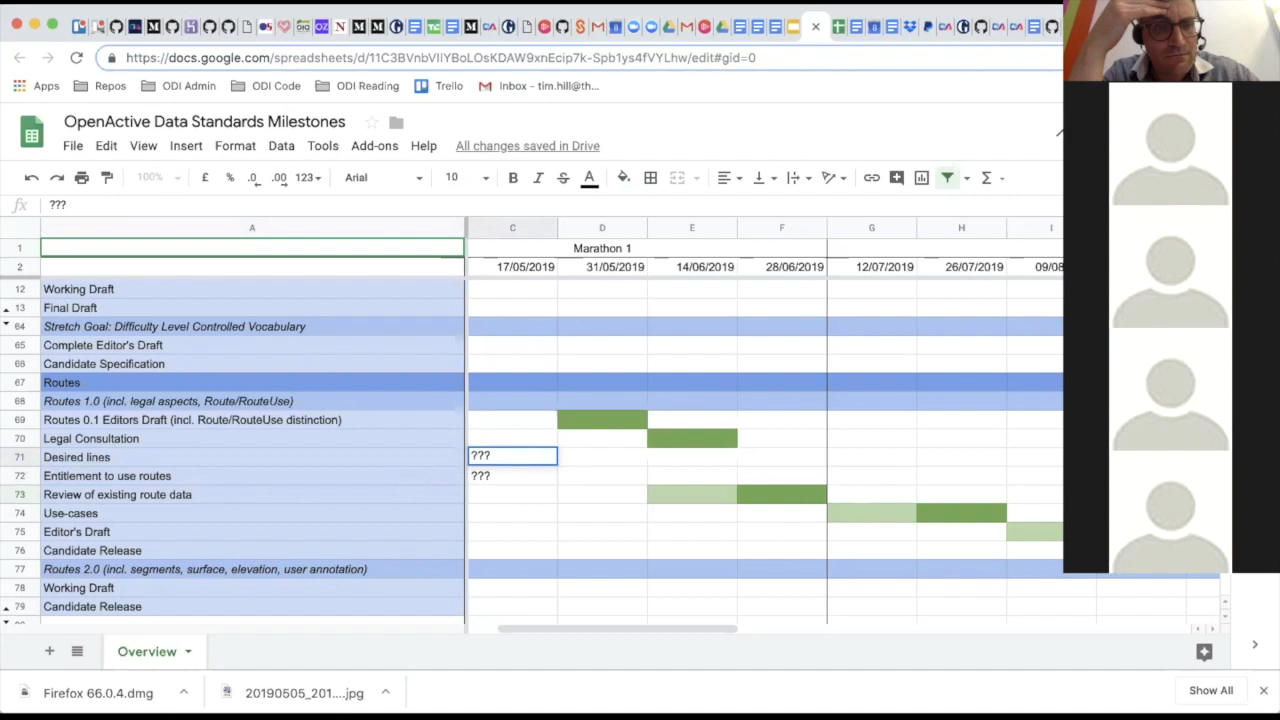 https://docs.google.com/spreadsheets/d/11C3BVnbVIIYBoLOsKDAW9xnEcip7k-Spb1ys4fVYLhw/edit#gid=0
Apps Repos ODI Admin ODI Code ODI Reading Trello Inbox - tim.hill@th...
OpenActive Data Standards Milestones
File Edit View Insert Format Data Tools Add-ons Help All changes saved in Drive
100% £ % .0 .00 123 Arial 10 B I S A Σ
fx ???
A C D E F G H I
1 Marathon 1
2 17/05/2019 31/05/2019 14/06/2019 28/06/2019 12/07/2019 26/07/2019 09/08
12 Working Draft
13 Final Draft
64 Stretch Goal: Difficulty Level Controlled Vocabulary
65 Complete Editor's Draft
66 Candidate Specification
67 Routes
68 Routes 1.0 (incl. legal aspects, Route/RouteUse)
69 Routes 0.1 Editors Draft (incl. Route/RouteUse distinction)
70 Legal Consultation
71 Desired lines ???
72 Entitlement to use routes ???
73 Review of existing route data
74 Use-cases
75 Editor's Draft
76 Candidate Release
77 Routes 2.0 (incl. segments, surface, elevation, user annotation)
78 Working Draft
79 Candidate Release
Overview
Firefox 66.0.4.dmg 20190505_201....jpg Show All